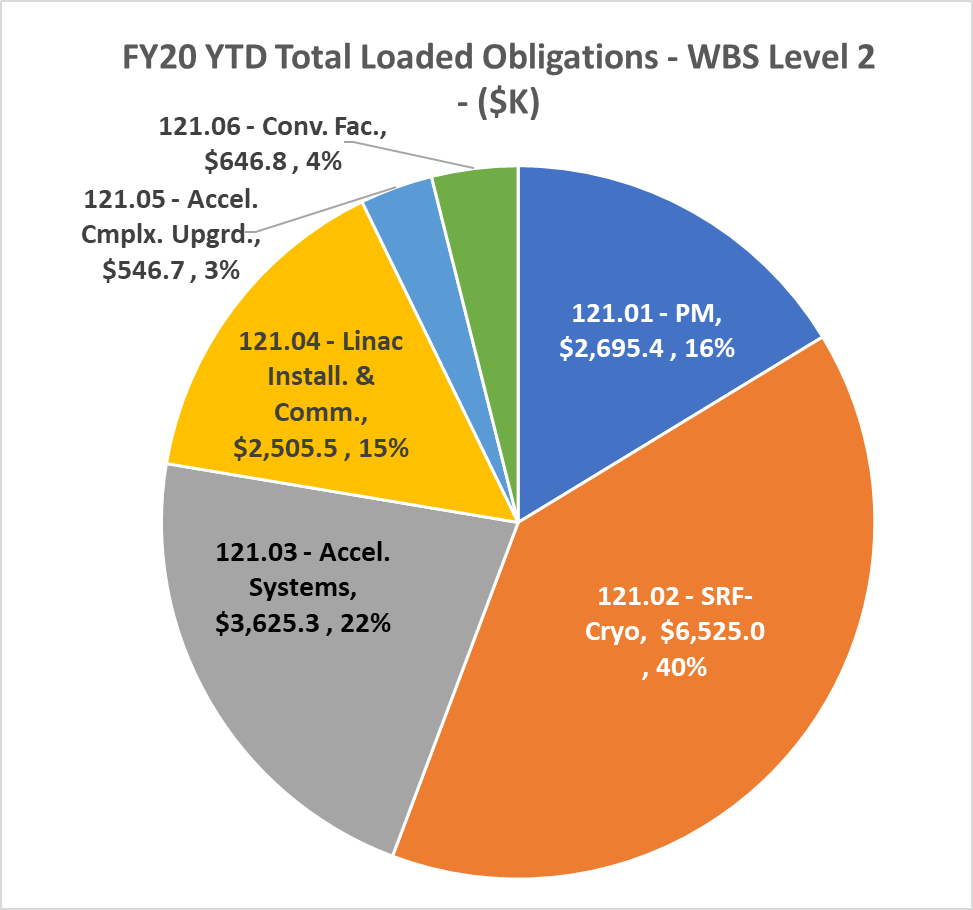 FY20 YTD Total Loaded Obligations - WBS Level 2
- ($K)
121.06 - Conv. Fac.,
$646.8 , 4%
121.05 - Accel.
Cmplx. Upgrd.,
$546.7 , 3%
121.04 - Linac
Install. &
Comm.,
$2,505.5 , 15%
121.01 - PM,
$2,695.4 , 16%
121.03 - Accel.
Systems,
$3,625.3 , 22%
121.02 - SRF-
Cryo,  $6,525.0
, 40%